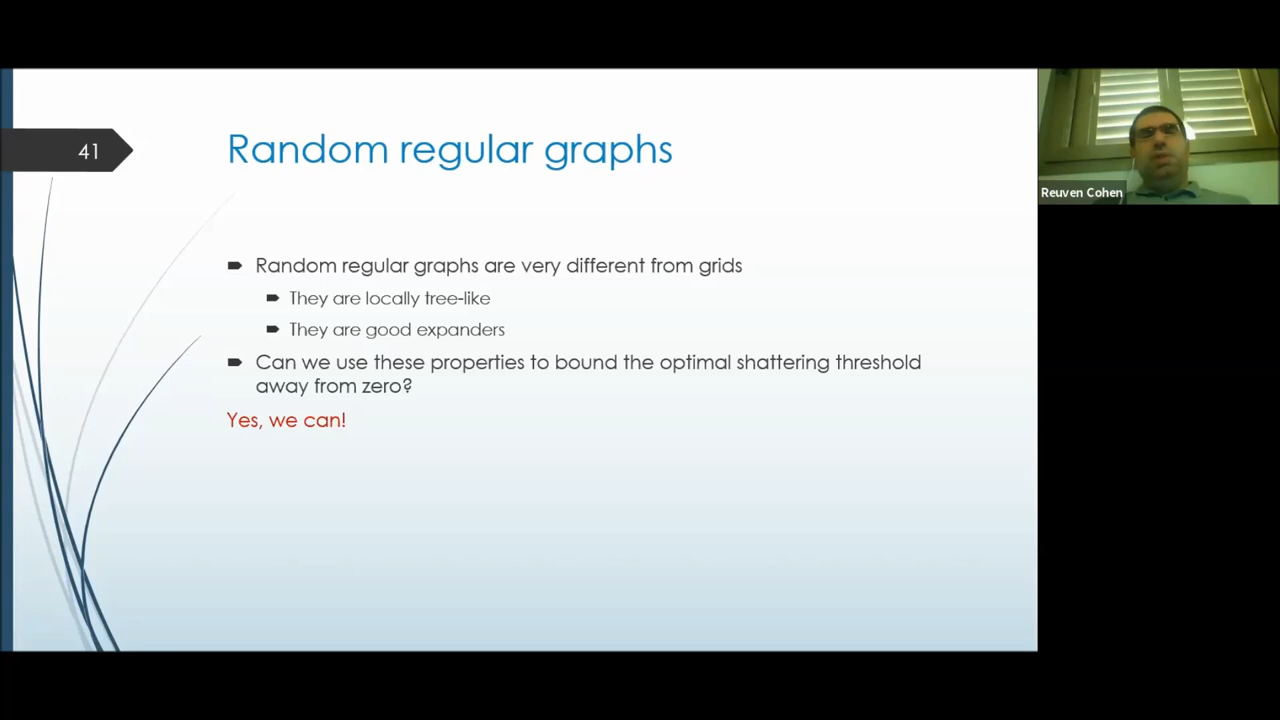 41
Random regular graphs
Random regular graphs are very different from grids
They are locally tree-like
They are good expanders
Can we use these properties to bound the optimal shattering threshold
away from zero?
Yes, we can!
Reuven Cohen